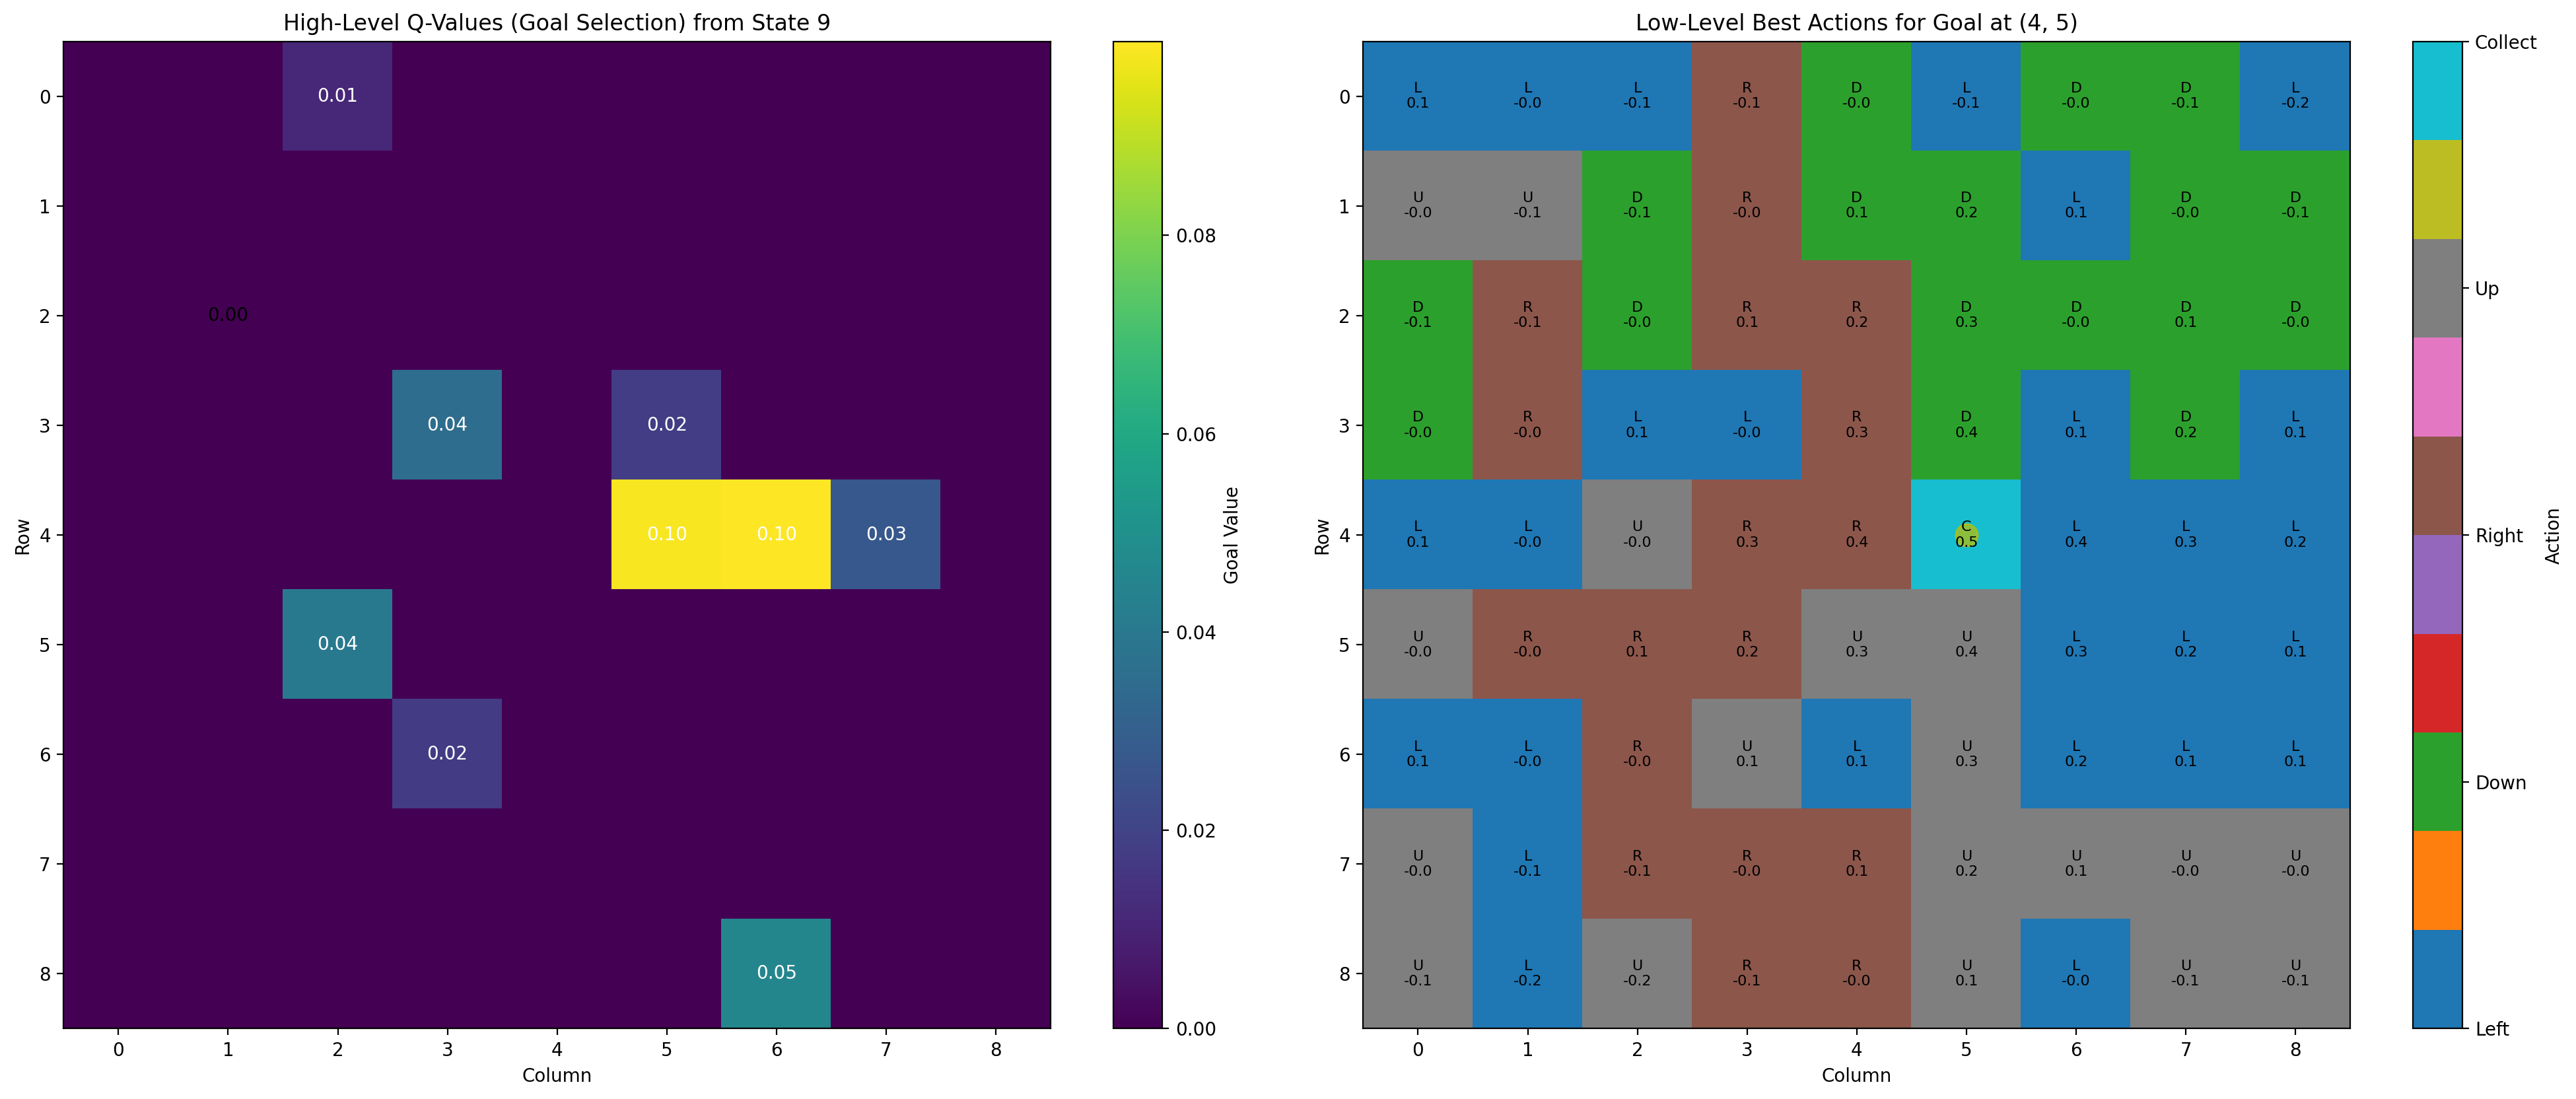 High-Level Q-Values (Goal Selection) from State 9
0 0.01
1
2 0.00
3 0.04 0.02
4 0.10 0.10 0.03
5 0.04
6 0.02
7
8 0.05
0 1 2 3 4 5 6 7 8
Column
Row
0.08
0.06
0.04
0.02
0.00
Goal Value
Low-Level Best Actions for Goal at (4, 5)
L L L R D L D D L
0 0.1 -0.0 -0.1 -0.1 -0.0 -0.1 -0.0 -0.1 -0.2
U U D R D D L D D
1 -0.0 -0.1 -0.1 -0.0 0.1 0.2 0.1 -0.0 -0.1
D R D R R D D D D
2 -0.1 -0.1 -0.0 0.1 0.2 0.3 -0.0 0.1 -0.0
D R L L R D L D L
3 -0.0 -0.0 0.1 -0.0 0.3 0.4 0.1 0.2 0.1
L L U R R C L L L
4 0.1 -0.0 -0.0 0.3 0.4 0.5 0.4 0.3 0.2
U R R R U U L L L
5 -0.0 -0.0 0.1 0.2 0.3 0.4 0.3 0.2 0.1
L L R U L U L L L
6 0.1 -0.0 -0.0 0.1 0.1 0.3 0.2 0.1 0.1
U L R R R U U U U
7 -0.0 -0.1 -0.1 -0.0 0.1 0.2 0.1 -0.0 -0.0
U L U R R U L U U
8 -0.1 -0.2 -0.2 -0.1 -0.0 0.1 -0.0 -0.1 -0.1
0 1 2 3 4 5 6 7 8
Column
Row
Collect
Up
Right
Down
Left
Action